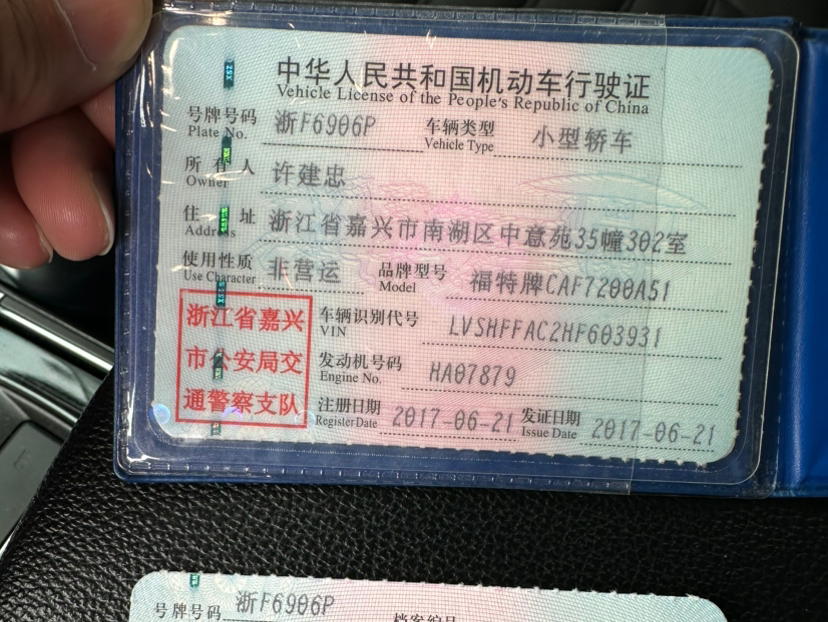 中华人民共和国机动车行驶证
Vehicle License of the People's Republic of China
号牌号码 浙F6906P 车辆类型 小型轿车
Plate No. Vehicle Type
所有人 许建忠
Owner
住址 浙江省嘉兴市南湖区中意苑35幢302室
Address
使用性质 非营运 品牌型号 福特牌CAF7200A51
Use Character Model
浙江省嘉兴
市公安局交
通警察支队
车辆识别代号 LVSHFFAC2HF603931
VIN
发动机号码 HA07879
Engine No.
注册日期 2017-06-21 发证日期 2017-06-21
Register Date Issue Date
号牌号码 浙F6906P 档案编号